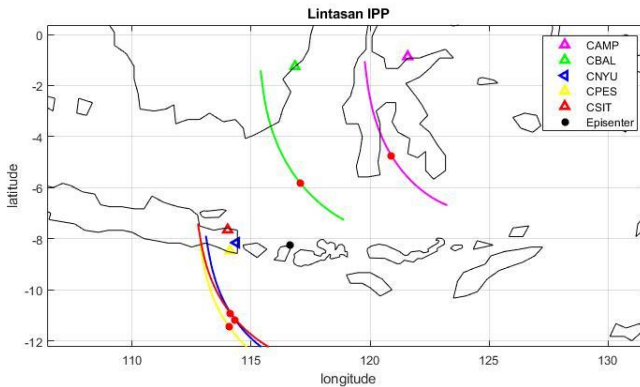 Lintasan IPP
0
-2
-4
-6
-8
-10
-12
latitude
110
115
120
125
130
longitude
CAMP
CBAL
CNYU
CPES
CSIT
Episenter